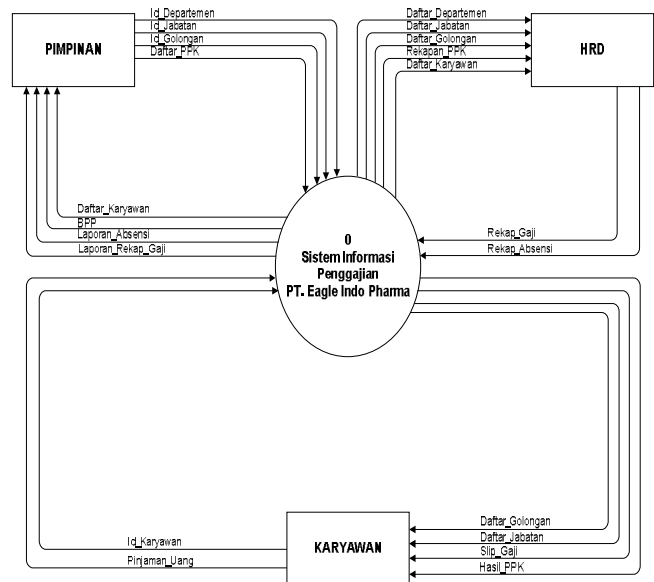 PIMPINAN
Id_Departemen
Id_Jabatan
Id_Golongan
Daftar_PPK
Daftar_Departemen
Daftar_Jabatan
Daftar_Golongan
Rekapan_PPK
Daftar_Karyawan
HRD
Daftar_Karyawan
BPP
Laporan_Absensi
Laporan_Rekap_Gaji
0
Sistem Informasi
Penggajian
PT. Eagle Indo Pharma
Rekap_Gaji
Rekap_Absensi
Id_Karyawan
Pinjaman_Uang
KARYAWAN
Daftar_Golongan
Daftar_Jabatan
Slip_Gaji
Hasil_PPK